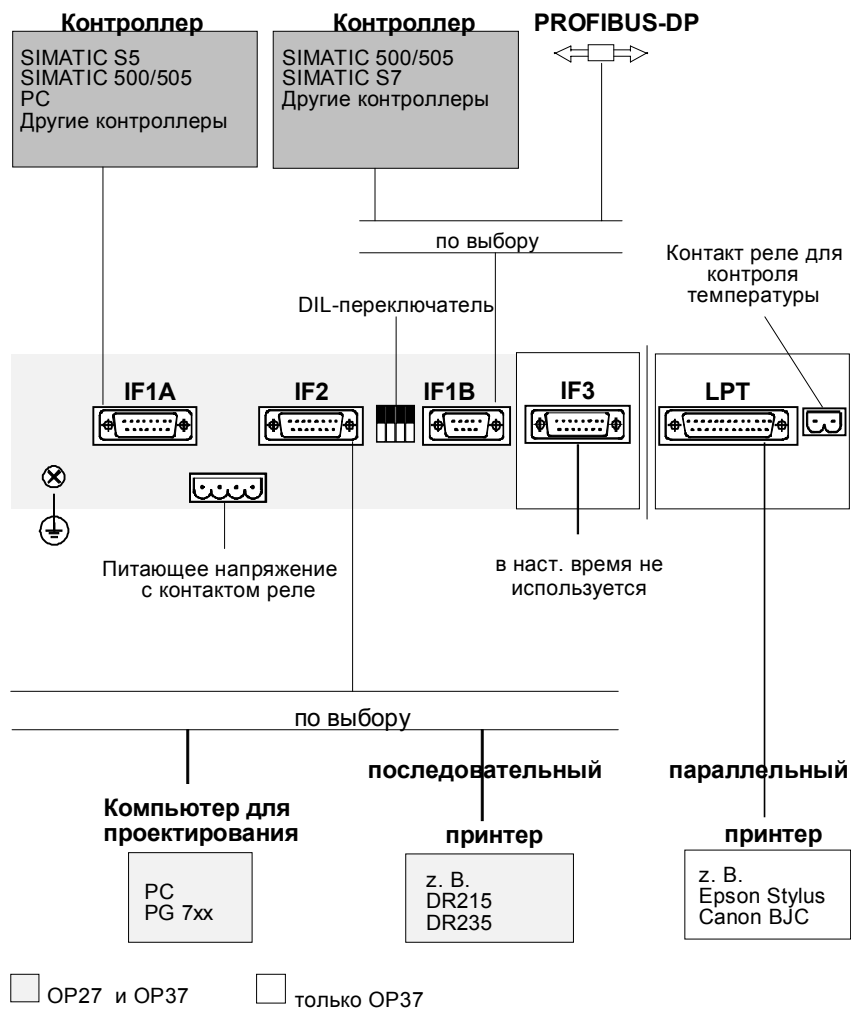 Контроллер
SIMATIC S5
SIMATIC 500/505
PC
Другие контроллеры
Контроллер
SIMATIC 500/505
SIMATIC S7
Другие контроллеры
PROFIBUS-DP
по выбору
Контакт реле для
контроля
температуры
DIL-переключатель
IF1A
IF2
IF1B
IF3
LPT
Питающее напряжение
с контактом реле
в наст. время не
используется
по выбору
Компьютер для
проектирования
PC
PG 7xx
последовательный
принтер
z. B.
DR215
DR235
параллельный
принтер
z. B.
Epson Stylus
Canon BJC
OP27 и OP37
только OP37